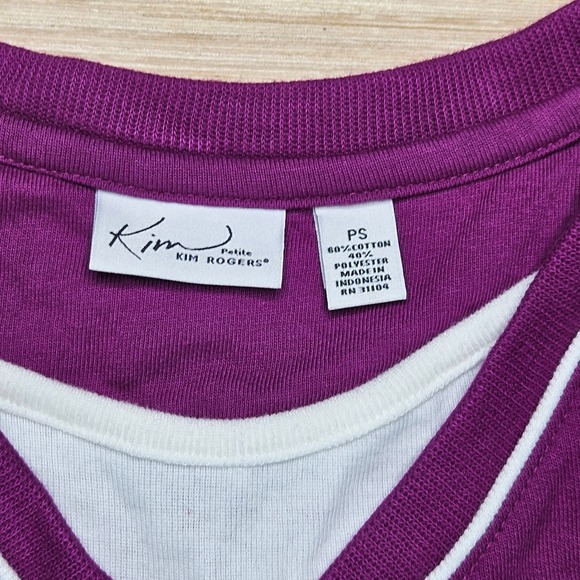 Kim
Petite
KIM ROGERS®
PS
60% COTTON
40%
POLYESTER
MADE IN
INDONESIA
RN 31104